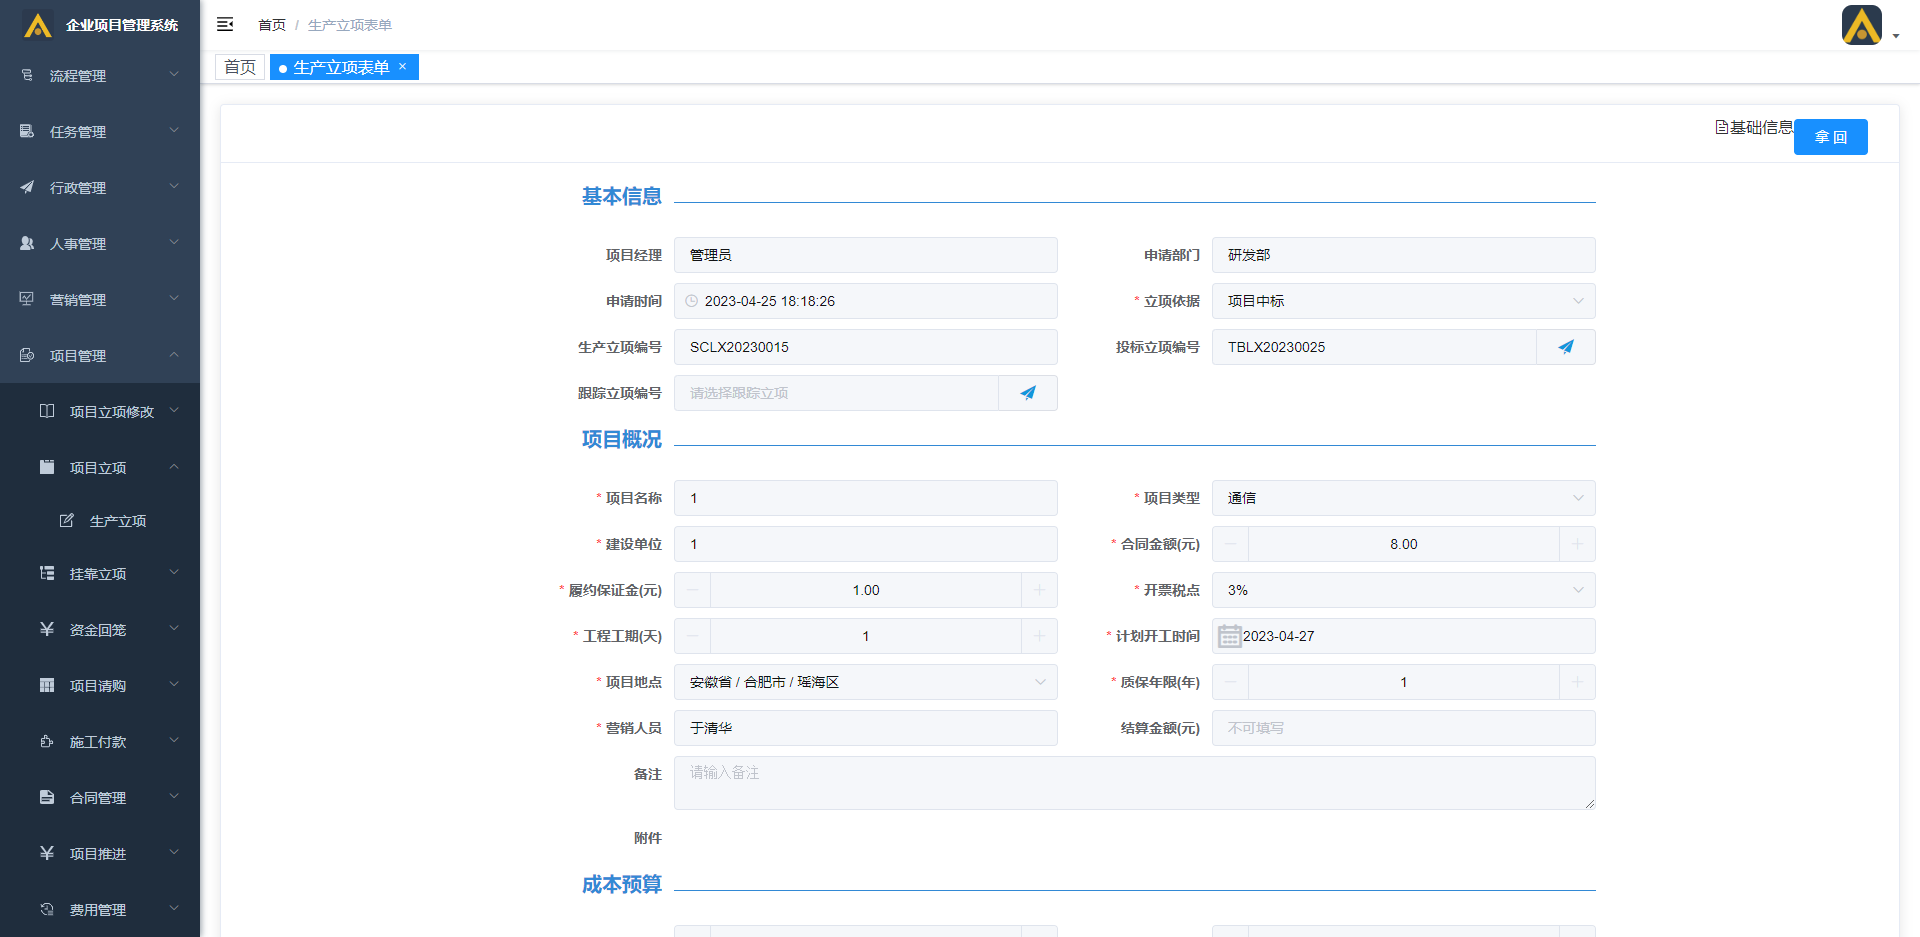 企业项目管理系统
流程管理
任务管理
行政管理
人事管理
营销管理
项目管理
项目立项修改
项目立项
生产立项
挂靠立项
资金回笼
项目请购
施工付款
合同管理
项目推进
费用管理
首页 / 生产立项表单
首页 生产立项表单 ×
基础信息 拿 回
基本信息
项目经理 管理员 申请部门 研发部
申请时间 2023-04-25 18:18:26 * 立项依据 项目中标
生产立项编号 SCLX20230015 投标立项编号 TBLX20230025
跟踪立项编号 请选择跟踪立项
项目概况
* 项目名称 1 * 项目类型 通信
* 建设单位 1 * 合同金额(元) 8.00
* 履约保证金(元) 1.00 * 开票税点 3%
* 工程工期(天) 1 * 计划开工时间 2023-04-27
* 项目地点 安徽省 / 合肥市 / 瑶海区 * 质保年限(年) 1
* 营销人员 于清华 结算金额(元) 不可填写
备注 请输入备注
附件
成本预算